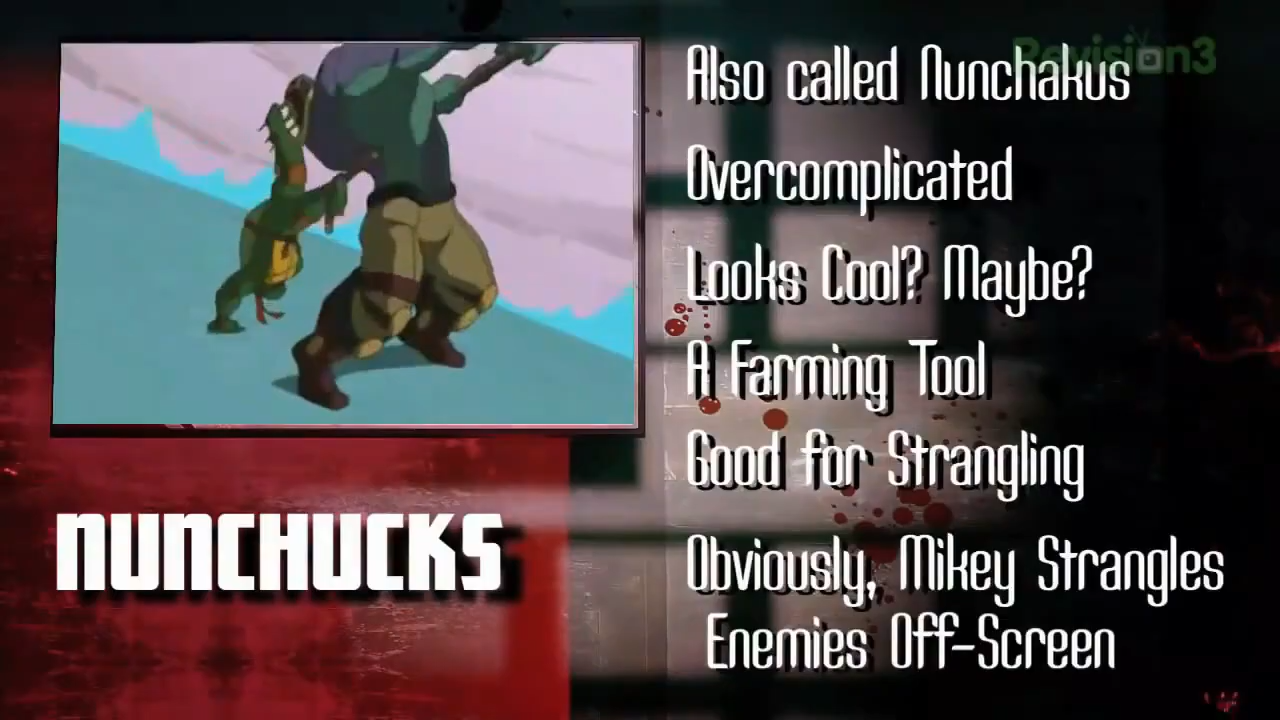 Revision3
Also called Nunchakus
Overcomplicated
Looks Cool? Maybe?
A Farming Tool
Good for Strangling
Obviously, Mikey Strangles
Enemies Off-Screen
NUNCHUCKS